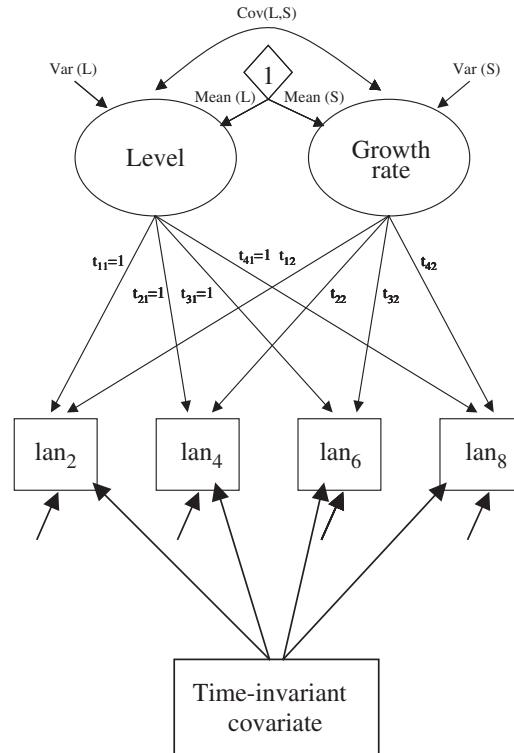 Cov(L,S)
Var (L)
1
Var (S)
Mean (L)
Mean (S)
Level
Growth
rate
t₁₁=1
t₂₁=1
t₃₁=1
t₄₁=1
t₁₂
t₂₂
t₃₂
t₄₂
lan₂
lan₄
lan₆
lan₈
Time-invariant
covariate